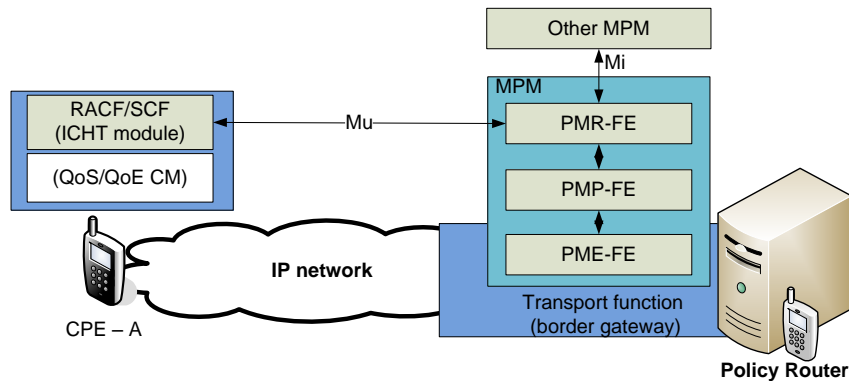 Other MPM
Mi
MPM
RACF/SCF
(ICHT module)
Mu
PMR-FE
(QoS/QoE CM)
PMP-FE
IP network
PME-FE
CPE – A
Transport function
(border gateway)
Policy Router